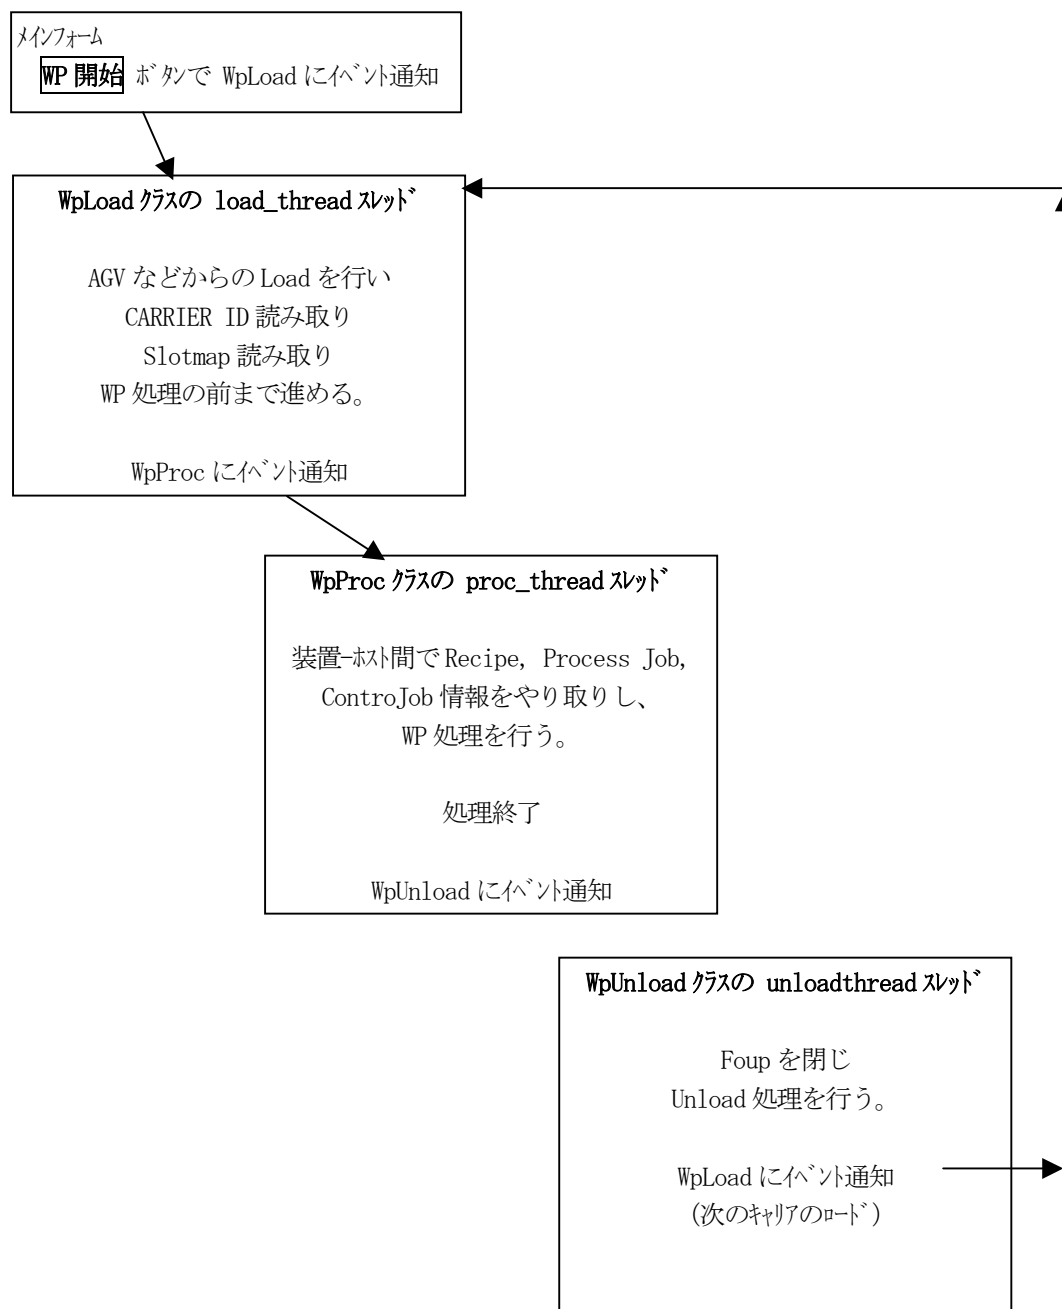 ﾒｲﾝﾌｫｰﾑ
WP 開始 ﾎﾞﾀﾝで WpLoad にｲﾍﾞﾝﾄ通知
WpLoad ｸﾗｽの load_thread ｽﾚｯﾄﾞ
AGV などからの Load を行い
CARRIER ID 読み取り
Slotmap 読み取り
WP 処理の前まで進める。
WpProc にｲﾍﾞﾝﾄ通知
WpProc ｸﾗｽの proc_thread ｽﾚｯﾄﾞ
装置-ﾎｽﾄ間で Recipe, Process Job,
ControJob 情報をやり取りし、
WP 処理を行う。
処理終了
WpUnload にｲﾍﾞﾝﾄ通知
WpUnload ｸﾗｽの unloadthread ｽﾚｯﾄﾞ
Foup を閉じ
Unload 処理を行う。
WpLoad にｲﾍﾞﾝﾄ通知
(次のｷｬﾘｱのﾛｰﾄﾞ)